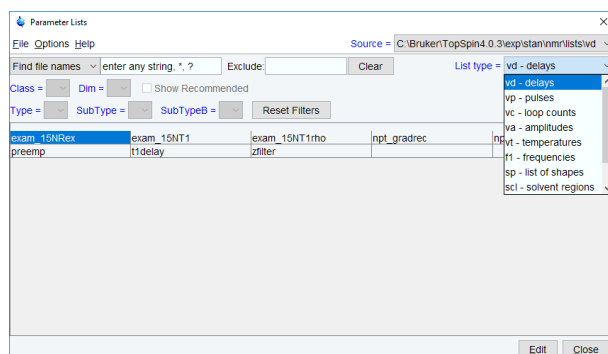 Parameter Lists
File Options Help
Source = C:\Bruker\TopSpin4.0.3\exp\stan\nmr\lists\vd
Find file names enter any string, *, ? Exclude: Clear List type = vd - delays
Class = Dim = Show Recommended
Type = SubType = SubTypeB = Reset Filters
vd - delays
vp - pulses
vc - loop counts
va - amplitudes
vt - temperatures
f1 - frequencies
sp - list of shapes
scl - solvent regions
exam_15NRex exam_15NT1 exam_15NT1rho npt_gradrec
preemp t1delay zfilter
Edit Close